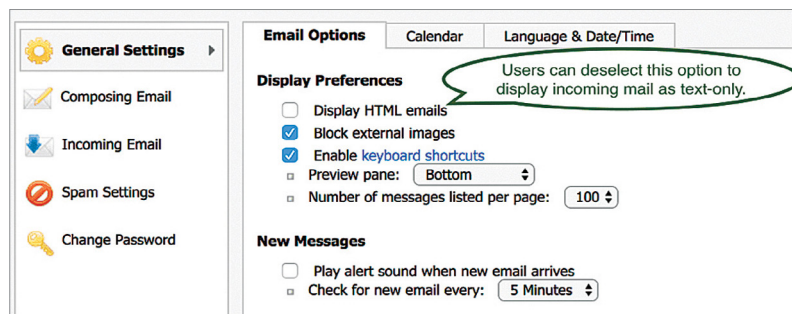 General Settings
Composing Email
Incoming Email
Spam Settings
Change Password
Email Options
Calendar
Language & Date/Time
Display Preferences
Users can deselect this option to
display incoming mail as text-only.
Display HTML emails
Block external images
Enable keyboard shortcuts
Preview pane: Bottom
Number of messages listed per page: 100
New Messages
Play alert sound when new email arrives
Check for new email every: 5 Minutes